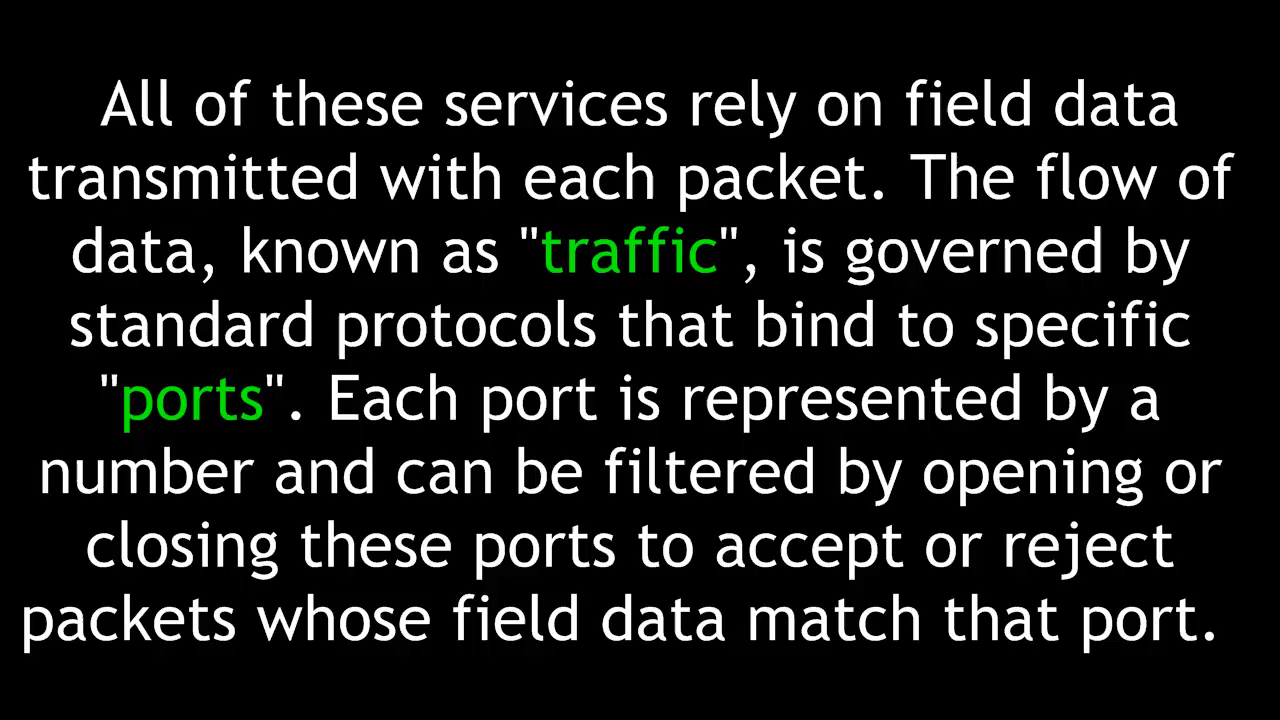 All of these services rely on field data
transmitted with each packet. The flow of
data, known as "traffic", is governed by
standard protocols that bind to specific
"ports". Each port is represented by a
number and can be filtered by opening or
closing these ports to accept or reject
packets whose field data match that port.